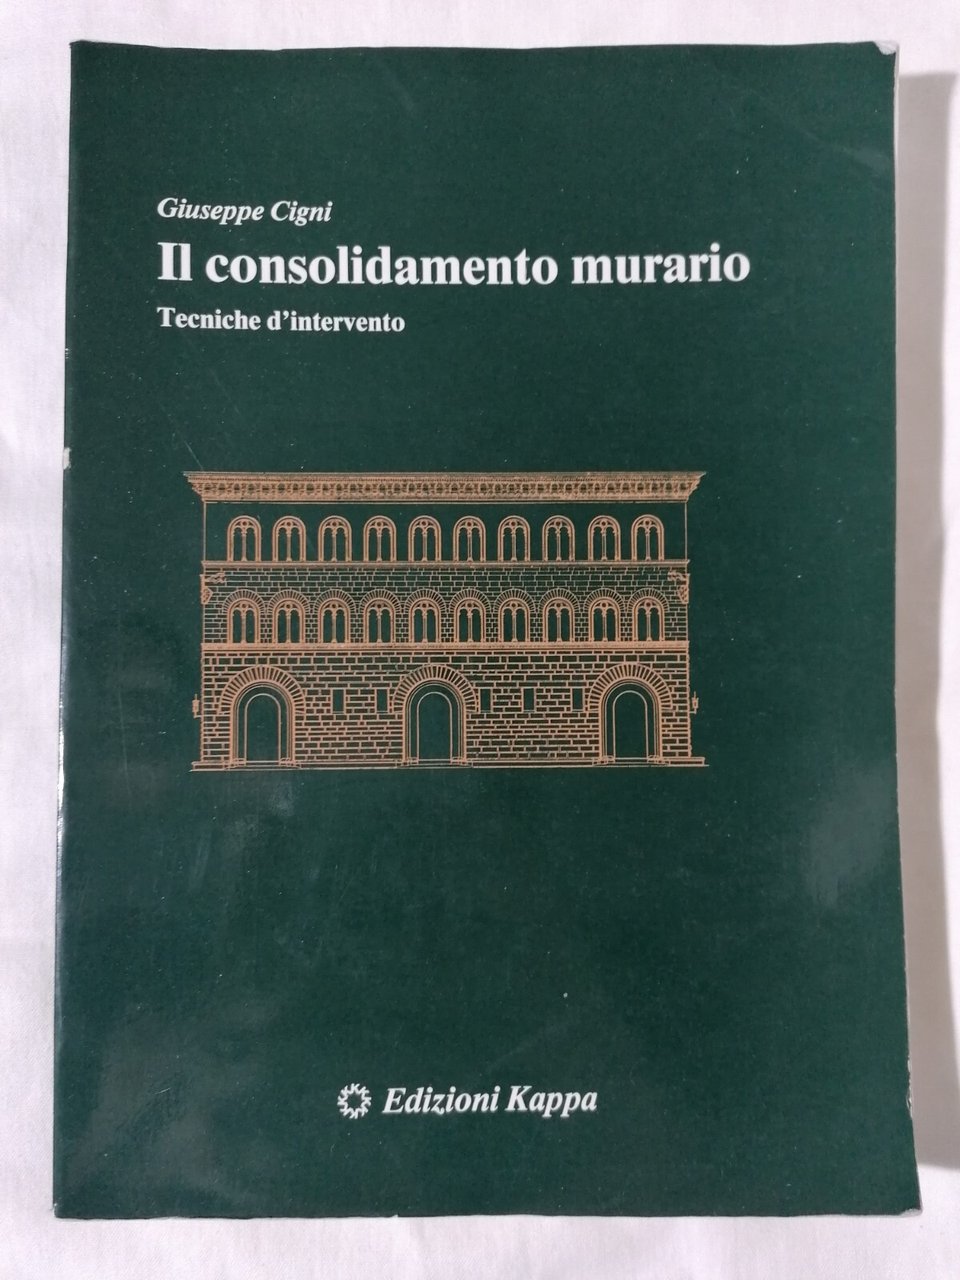 Giuseppe Cigni
Il consolidamento murario
Tecniche d'intervento
Edizioni Kappa